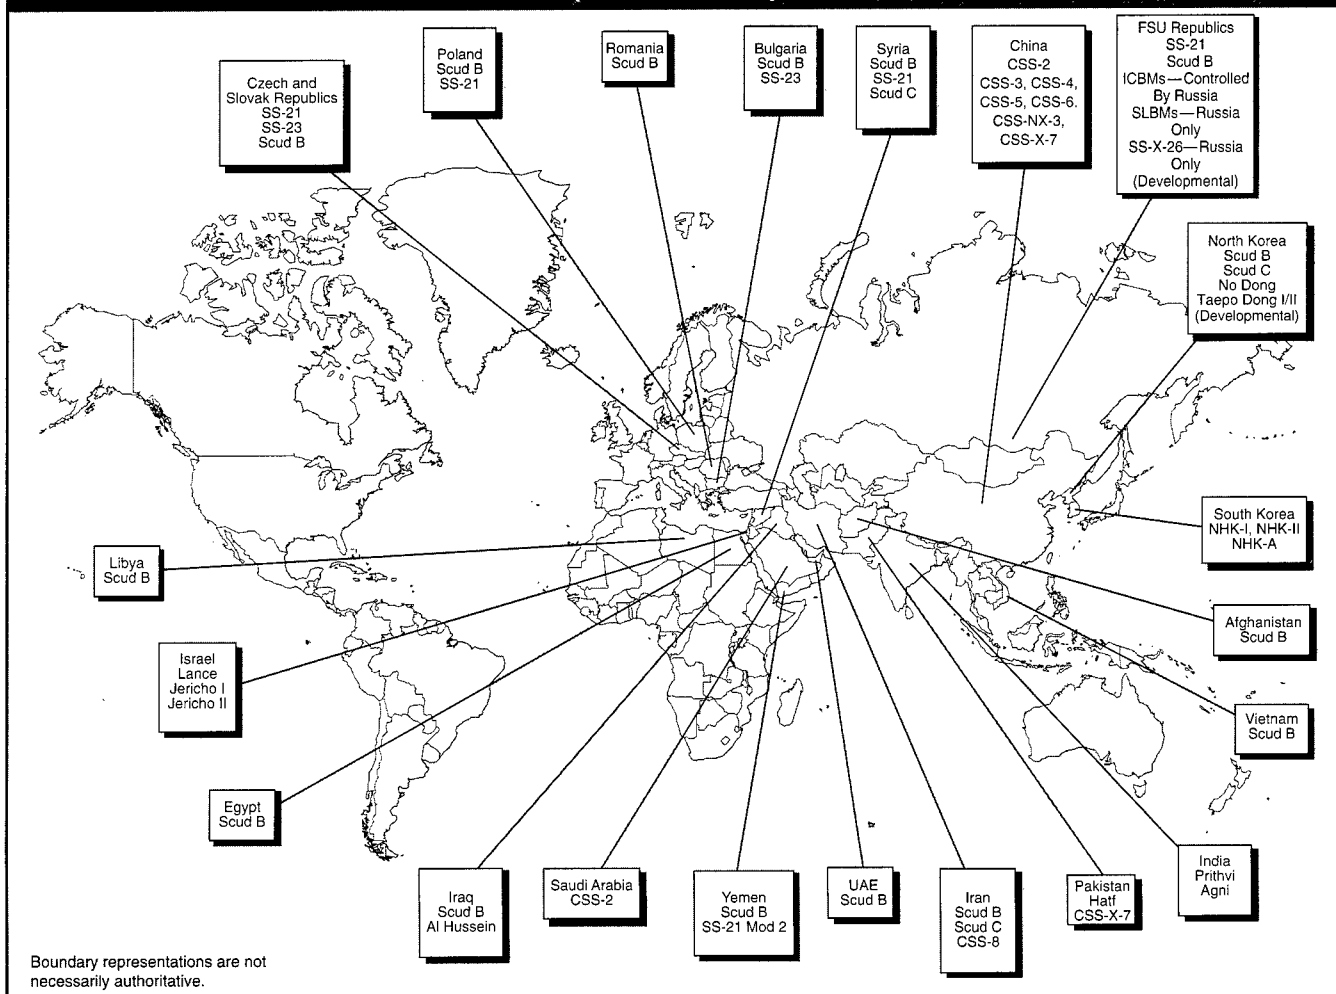 Czech and
Slovak Republics
SS-21
SS-23
Scud B
Poland
Scud B
SS-21
Romania
Scud B
Bulgaria
Scud B
SS-23
Syria
Scud B
SS-21
Scud C
China
CSS-2
CSS-3, CSS-4,
CSS-5, CSS-6.
CSS-NX-3,
CSS-X-7
FSU Republics
SS-21
Scud B
ICBMs—Controlled
By Russia
SLBMs—Russia
Only
SS-X-26—Russia
Only
(Developmental)
North Korea
Scud B
Scud C
No Dong
Taepo Dong I/II
(Developmental)
South Korea
NHK-I, NHK-II
NHK-A
Libya
Scud B
Afghanistan
Scud B
Israel
Lance
Jericho I
Jericho II
Vietnam
Scud B
Egypt
Scud B
Iraq
Scud B
Al Hussein
Saudi Arabia
CSS-2
Yemen
Scud B
SS-21 Mod 2
UAE
Scud B
Iran
Scud B
Scud C
CSS-8
Pakistan
Hatf
CSS-X-7
India
Prithvi
Agni
Boundary representations are not
necessarily authoritative.